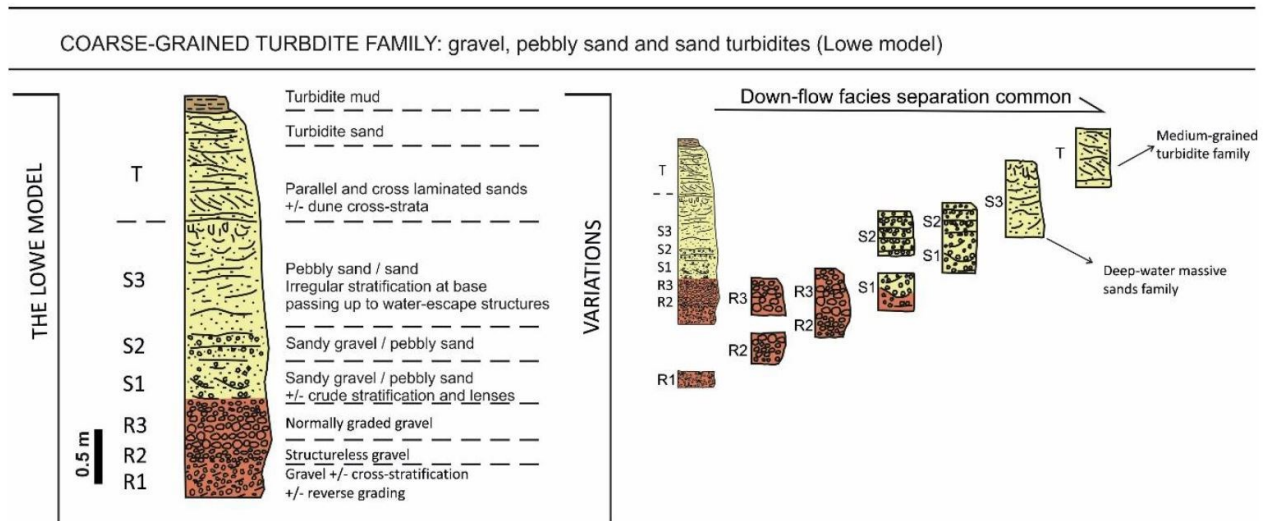 COARSE-GRAINED TURBDITE FAMILY: gravel, pebbly sand and sand turbidites (Lowe model)
THE LOWE MODEL
Turbidite mud
Turbidite sand
T
Parallel and cross laminated sands
+/- dune cross-strata
S3
Pebbly sand / sand
Irregular stratification at base
passing up to water-escape structures
S2
Sandy gravel / pebbly sand
S1
Sandy gravel / pebbly sand
+/- crude stratification and lenses
R3
Normally graded gravel
R2
Structureless gravel
R1
Gravel +/- cross-stratification
+/- reverse grading
0.5 m
VARIATIONS
Down-flow facies separation common
T
S3
S2
S1
R3
R2
R1
R3
R2
R3
R2
S2
S1
S2
S1
S3
T
Medium-grained
turbidite family
Deep-water massive
sands family